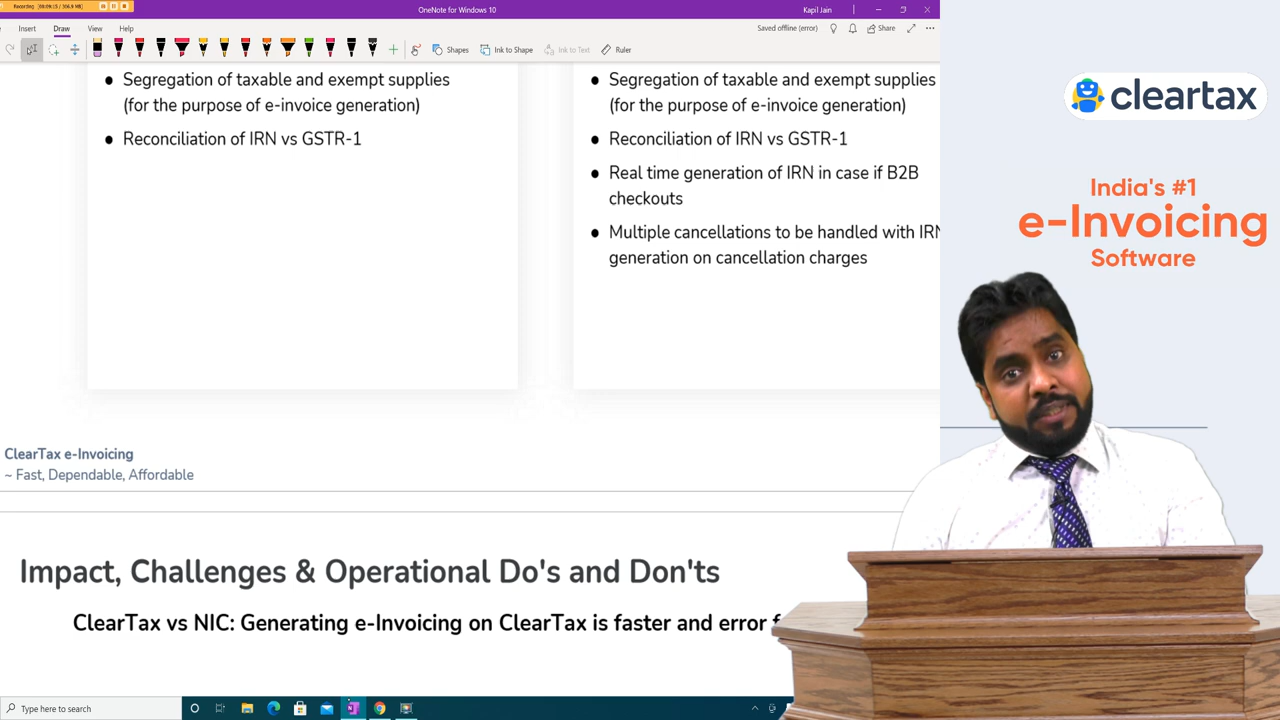 Recording
OneNote for Windows 10
Kapil Jain
Insert
Draw
View
Help
Saved offline (error)
Share
Shapes
Ink to Shape
Ink to Text
Ruler
● Segregation of taxable and exempt supplies
(for the purpose of e-invoice generation)
● Reconciliation of IRN vs GSTR-1
● Segregation of taxable and exempt supplies
(for the purpose of e-invoice generation)
● Reconciliation of IRN vs GSTR-1
● Real time generation of IRN in case if B2B
checkouts
● Multiple cancellations to be handled with IRN
generation on cancellation charges
cleartax
India's #1
e-Invoicing
Software
ClearTax e-Invoicing
~ Fast, Dependable, Affordable
Impact, Challenges & Operational Do's and Don'ts
ClearTax vs NIC: Generating e-Invoicing on ClearTax is faster and error
Type here to search